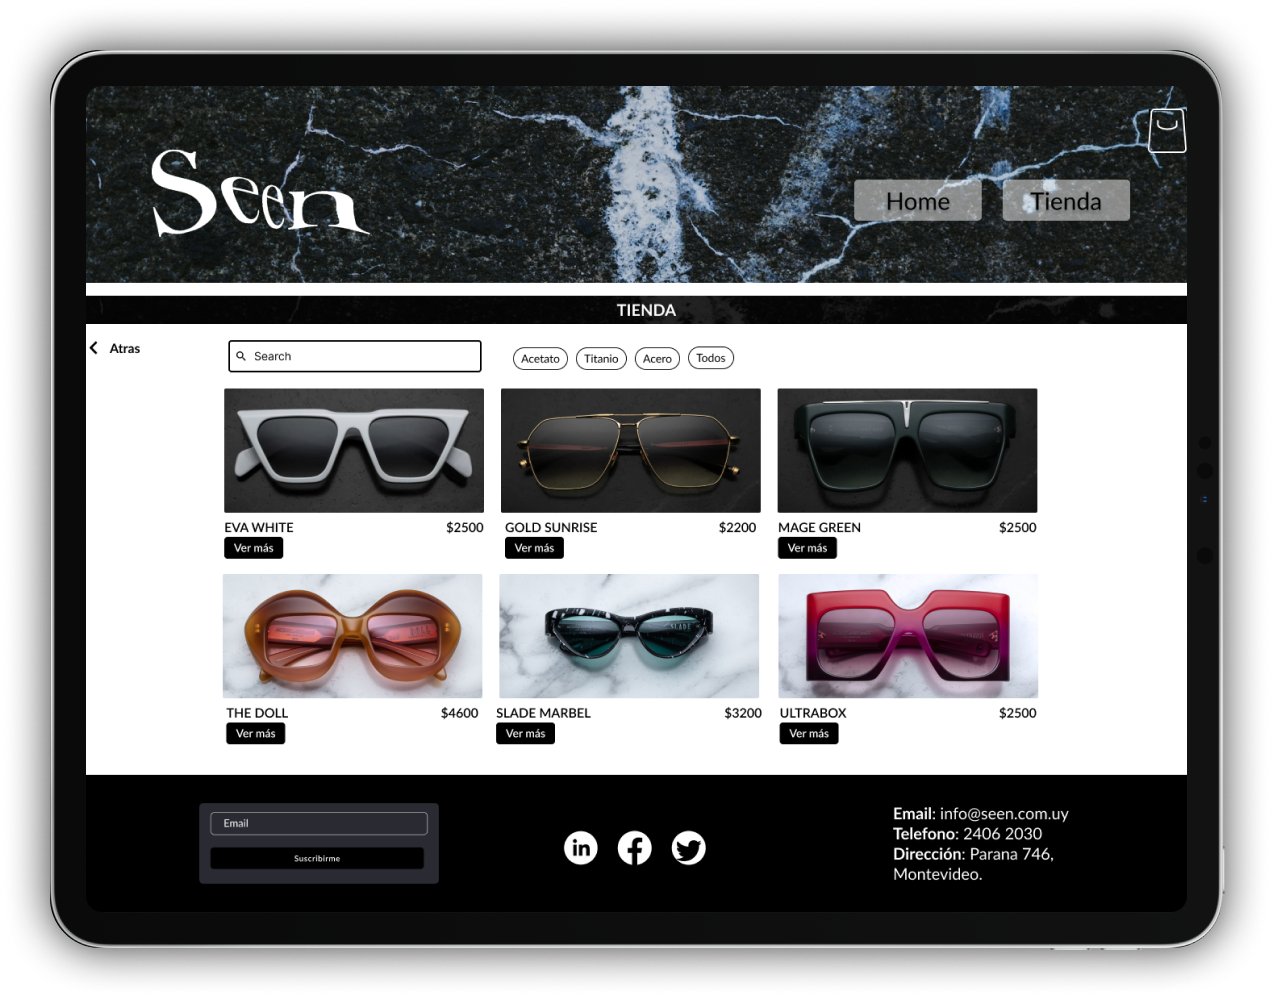 Seen
Home
Tienda
TIENDA
Atras
Search
Acetato
Titanio
Acero
Todos
EVA WHITE
$2500
Ver más
GOLD SUNRISE
$2200
Ver más
MAGE GREEN
$2500
Ver más
SLADE
THE DOLL
$4600
Ver más
SLADE MARBEL
$3200
Ver más
ULTRABOX
$2500
Ver más
Email
Suscribirme
in
Email: info@seen.com.uy
Telefono: 2406 2030
Dirección: Parana 746,
Montevideo.